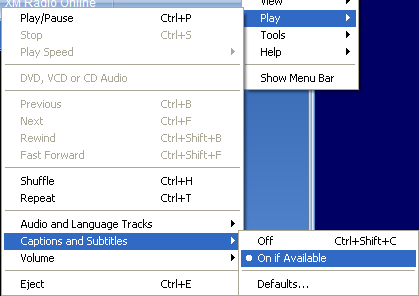 XM Radio Online
View
Play/Pause Ctrl+P
Play
Stop Ctrl+S
Tools
Play Speed
Help
DVD, VCD or CD Audio
Show Menu Bar
Previous Ctrl+B
Next Ctrl+F
Rewind Ctrl+Shift+B
Fast Forward Ctrl+Shift+F
Shuffle Ctrl+H
Repeat Ctrl+T
Audio and Language Tracks
Captions and Subtitles
Off Ctrl+Shift+C
Volume
On if Available
Eject Ctrl+E
Defaults...